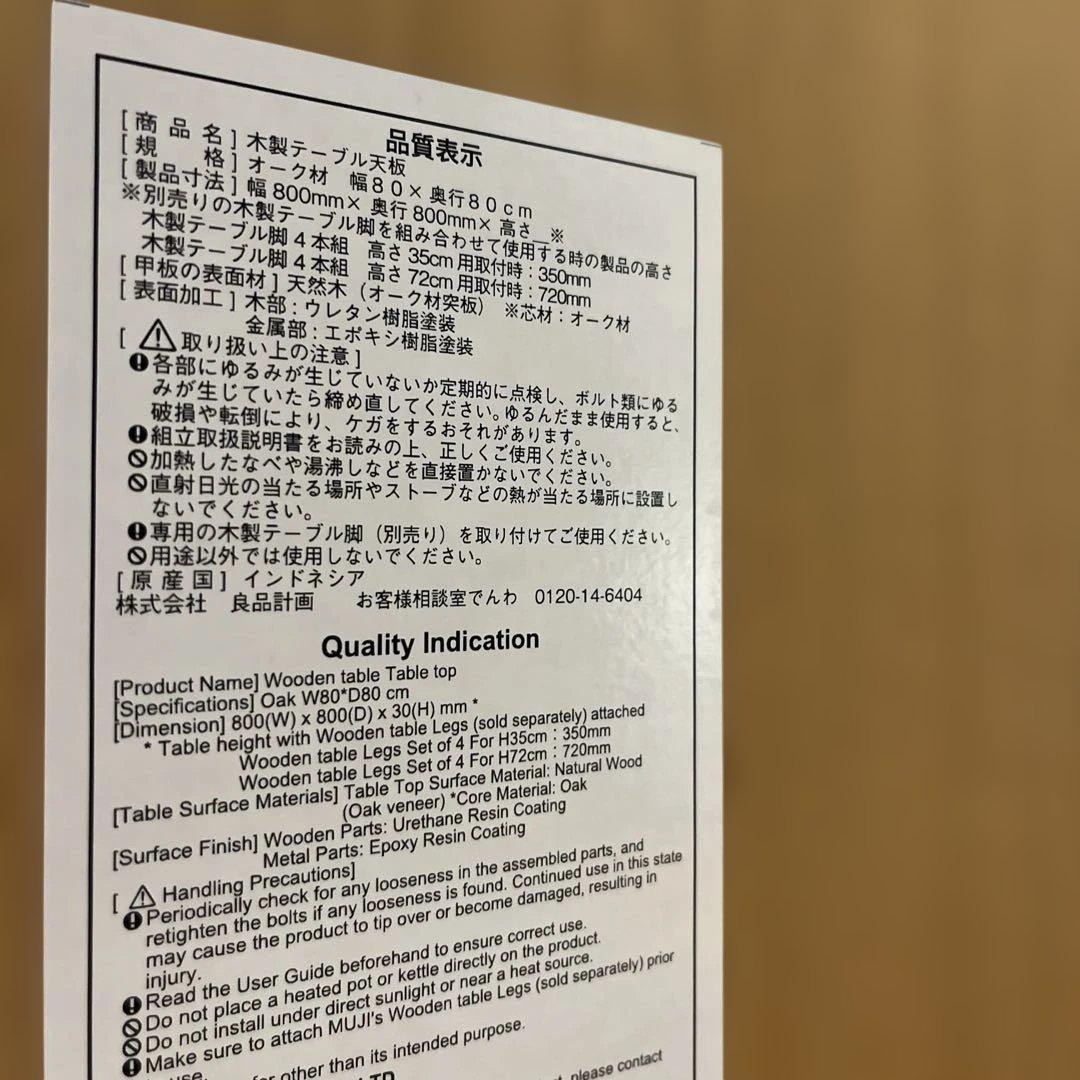 品質表示
[商品名] 木製テーブル天板
[規格] オーク材 幅80×奥行80cm
[製品寸法] 幅800mm×奥行800mm×高さ__※
※別売りの木製テーブル脚を組み合わせて使用する時の製品の高さ
木製テーブル脚4本組 高さ35cm用取付時：350mm
木製テーブル脚4本組 高さ72cm用取付時：720mm
[甲板の表面材] 天然木（オーク材突板） ※芯材：オーク材
[表面加工] 木部：ウレタン樹脂塗装
金属部：エポキシ樹脂塗装
[⚠取り扱い上の注意]
各部にゆるみが生じていないか定期的に点検し、ボルト類にゆる
みが生じていたら締め直してください。ゆるんだまま使用すると、
破損や転倒により、ケガをするおそれがあります。
組立取扱説明書をお読みの上、正しくご使用ください。
加熱したなべや湯沸しなどを直接置かないでください。
直射日光の当たる場所やストーブなどの熱が当たる場所に設置し
ないでください。
専用の木製テーブル脚（別売り）を取り付けてご使用ください。
用途以外では使用しないでください。
[原産国] インドネシア
株式会社 良品計画 お客様相談室でんわ 0120-14-6404
Quality Indication
[Product Name] Wooden table Table top
[Specifications] Oak W80*D80 cm
[Dimension] 800(W) x 800(D) x 30(H) mm *
* Table height with Wooden table Legs (sold separately) attached
Wooden table Legs Set of 4 For H35cm : 350mm
Wooden table Legs Set of 4 For H72cm : 720mm
[Table Surface Materials] Table Top Surface Material: Natural Wood
(Oak veneer) *Core Material: Oak
[Surface Finish] Wooden Parts: Urethane Resin Coating
Metal Parts: Epoxy Resin Coating
[⚠ Handling Precautions]
Periodically check for any looseness in the assembled parts, and
retighten the bolts if any looseness is found. Continued use in this state
may cause the product to tip over or become damaged, resulting in
injury.
Read the User Guide beforehand to ensure correct use.
Do not place a heated pot or kettle directly on the product.
Do not install under direct sunlight or near a heat source.
Make sure to attach MUJI's Wooden table Legs (sold separately) prior
other than its intended purpose.
please contact